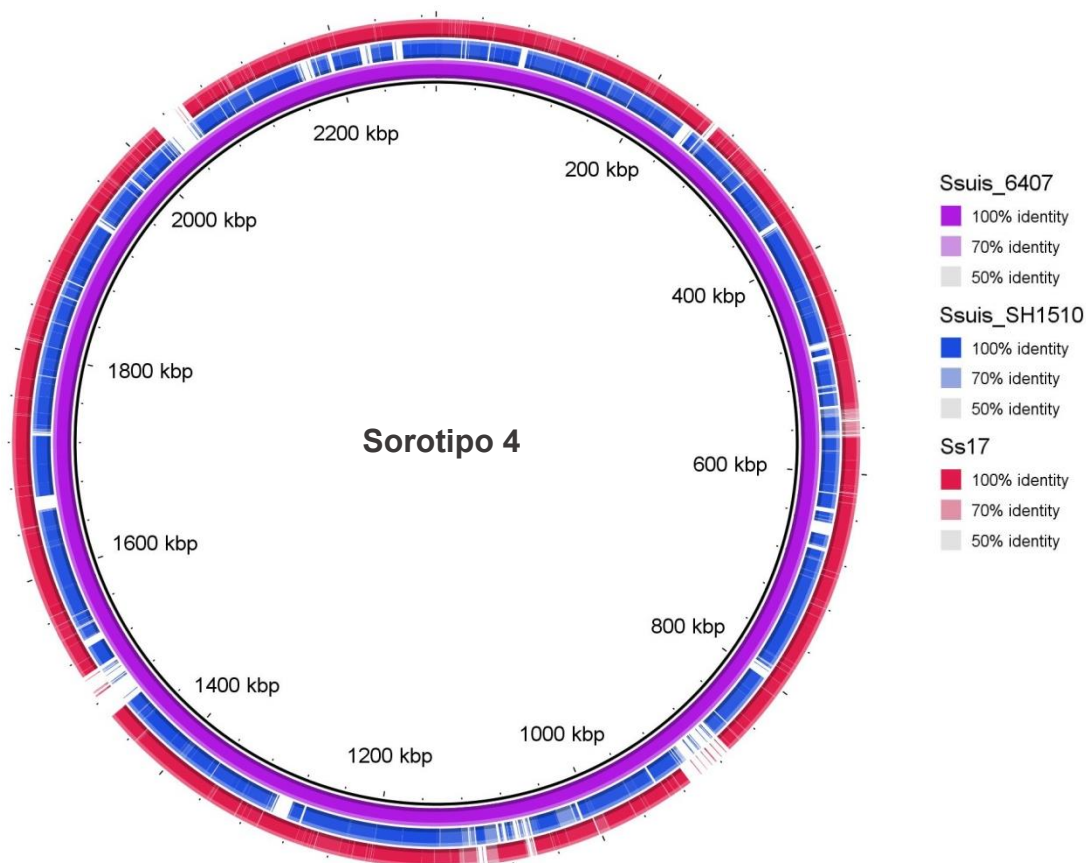 2200 kbp
200 kbp
2000 kbp
400 kbp
1800 kbp
Sorotipo 4
600 kbp
1600 kbp
800 kbp
1400 kbp
1000 kbp
1200 kbp
Ssuis_6407
100% identity
70% identity
50% identity
Ssuis_SH1510
100% identity
70% identity
50% identity
Ss17
100% identity
70% identity
50% identity